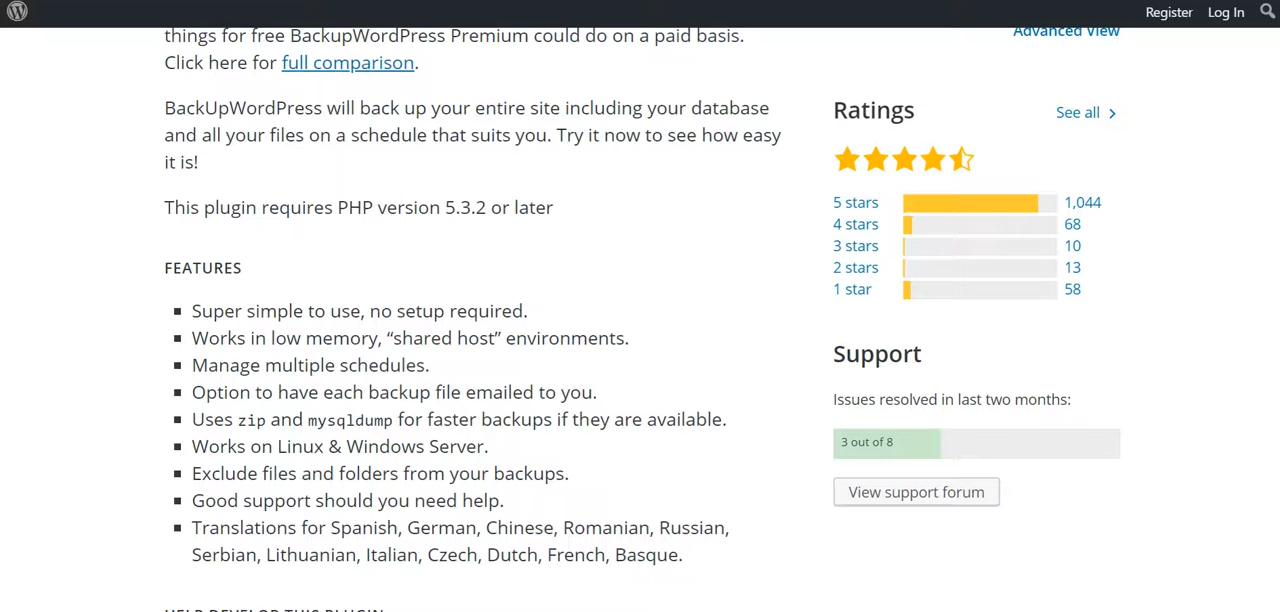 Register Log In
things for free BackupWordPress Premium could do on a paid basis.
Click here for full comparison.
BackUpWordPress will back up your entire site including your database
and all your files on a schedule that suits you. Try it now to see how easy
it is!
This plugin requires PHP version 5.3.2 or later
FEATURES
Super simple to use, no setup required.
Works in low memory, “shared host” environments.
Manage multiple schedules.
Option to have each backup file emailed to you.
Uses zip and mysqldump for faster backups if they are available.
Works on Linux & Windows Server.
Exclude files and folders from your backups.
Good support should you need help.
Translations for Spanish, German, Chinese, Romanian, Russian,
Serbian, Lithuanian, Italian, Czech, Dutch, French, Basque.
HELP DEVELOP THIS PLUGIN
Advanced View
Ratings See all
5 stars 1,044
4 stars 68
3 stars 10
2 stars 13
1 star 58
Support
Issues resolved in last two months:
3 out of 8
View support forum